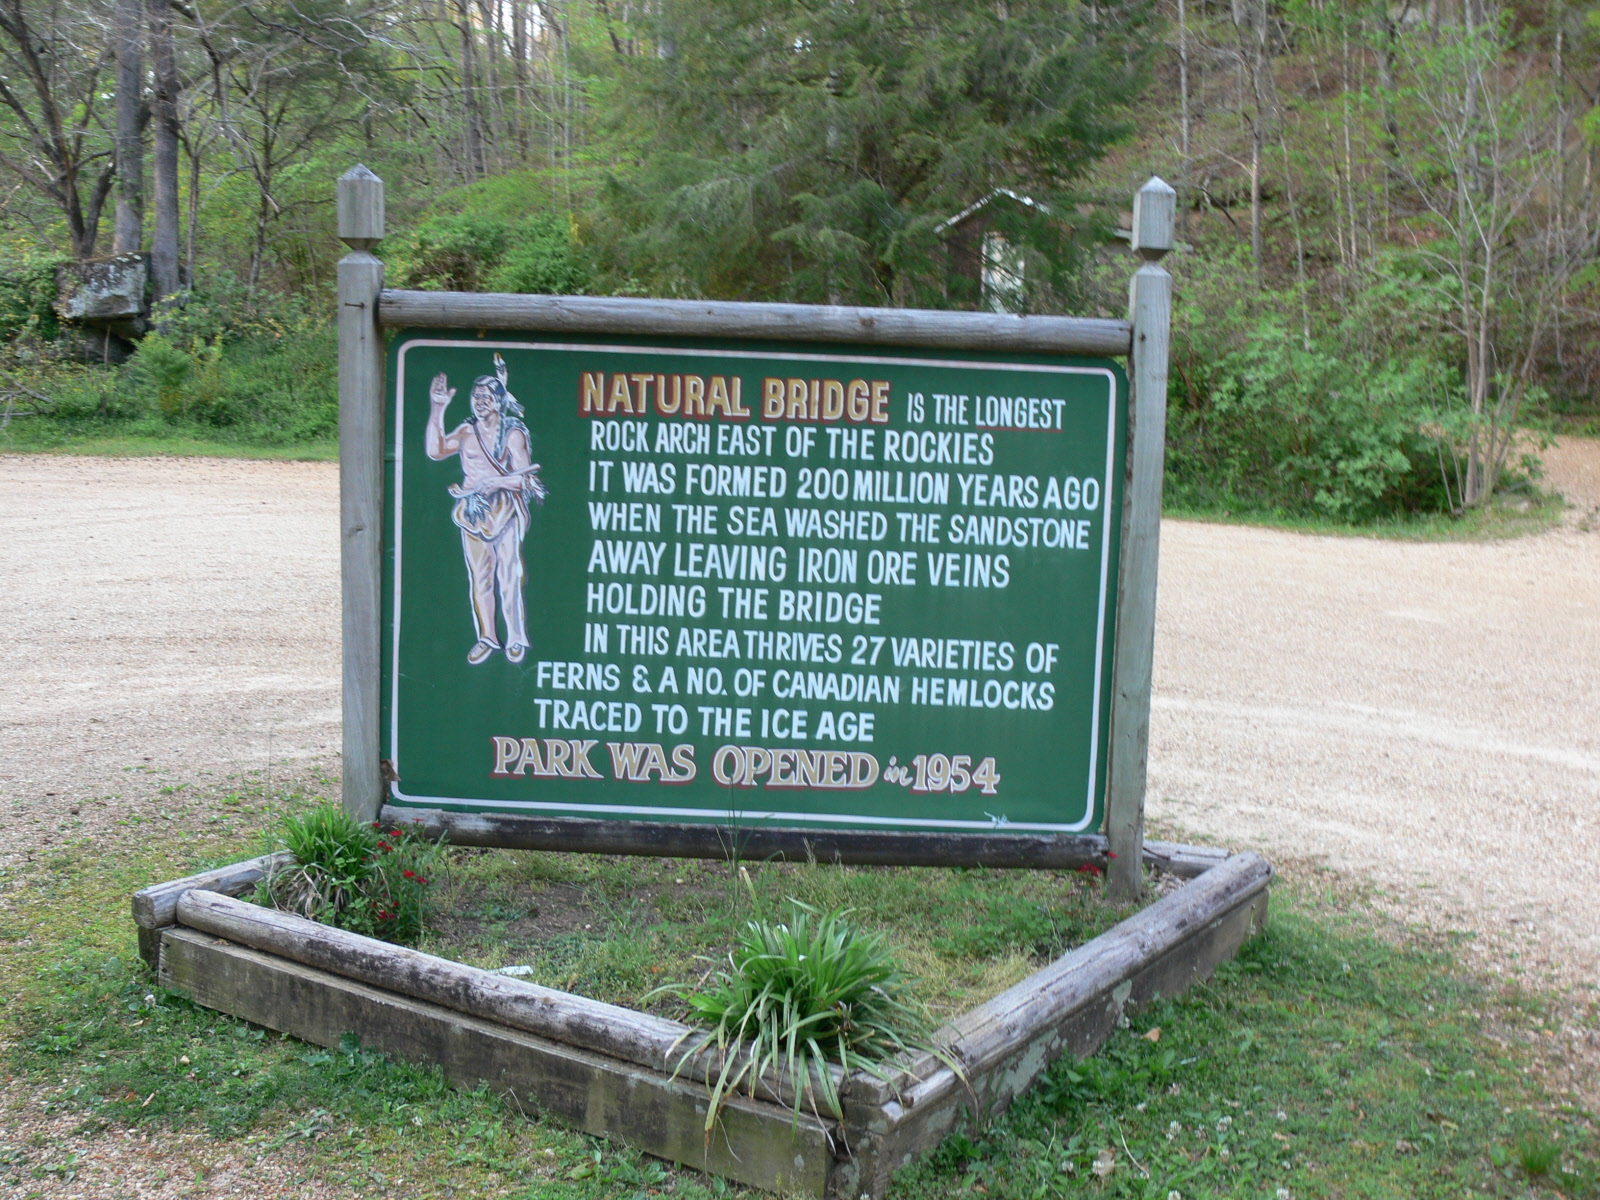 NATURAL BRIDGE IS THE LONGEST
ROCK ARCH EAST OF THE ROCKIES
IT WAS FORMED 200 MILLION YEARS AGO
WHEN THE SEA WASHED THE SANDSTONE
AWAY LEAVING IRON ORE VEINS
HOLDING THE BRIDGE
IN THIS AREA THRIVES 27 VARIETIES OF
FERNS & A NO. OF CANADIAN HEMLOCKS
TRACED TO THE ICE AGE
PARK WAS OPENED in 1954